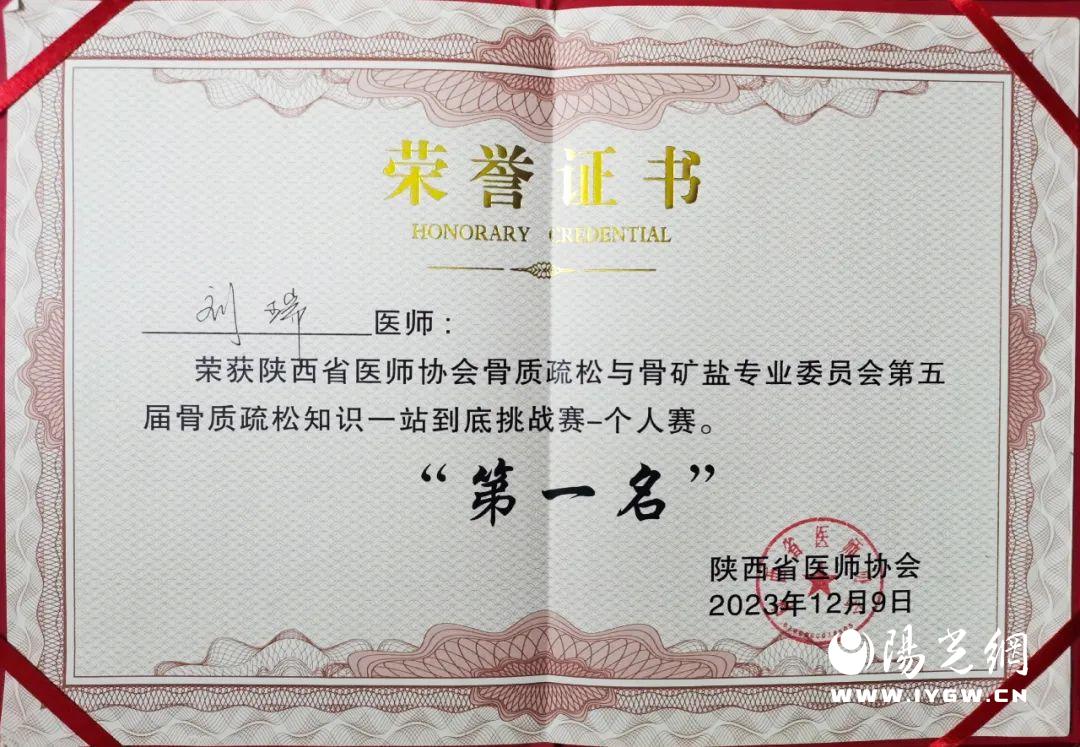 荣誉证书
HONORARY CREDENTIAL
刘瑞 医师：
荣获陕西省医师协会骨质疏松与骨矿盐专业委员会第五
届骨质疏松知识一站到底挑战赛-个人赛。
“第一名”
陕西省医师协会
2023年12月9日
陽光網
WWW.IYGW.CN